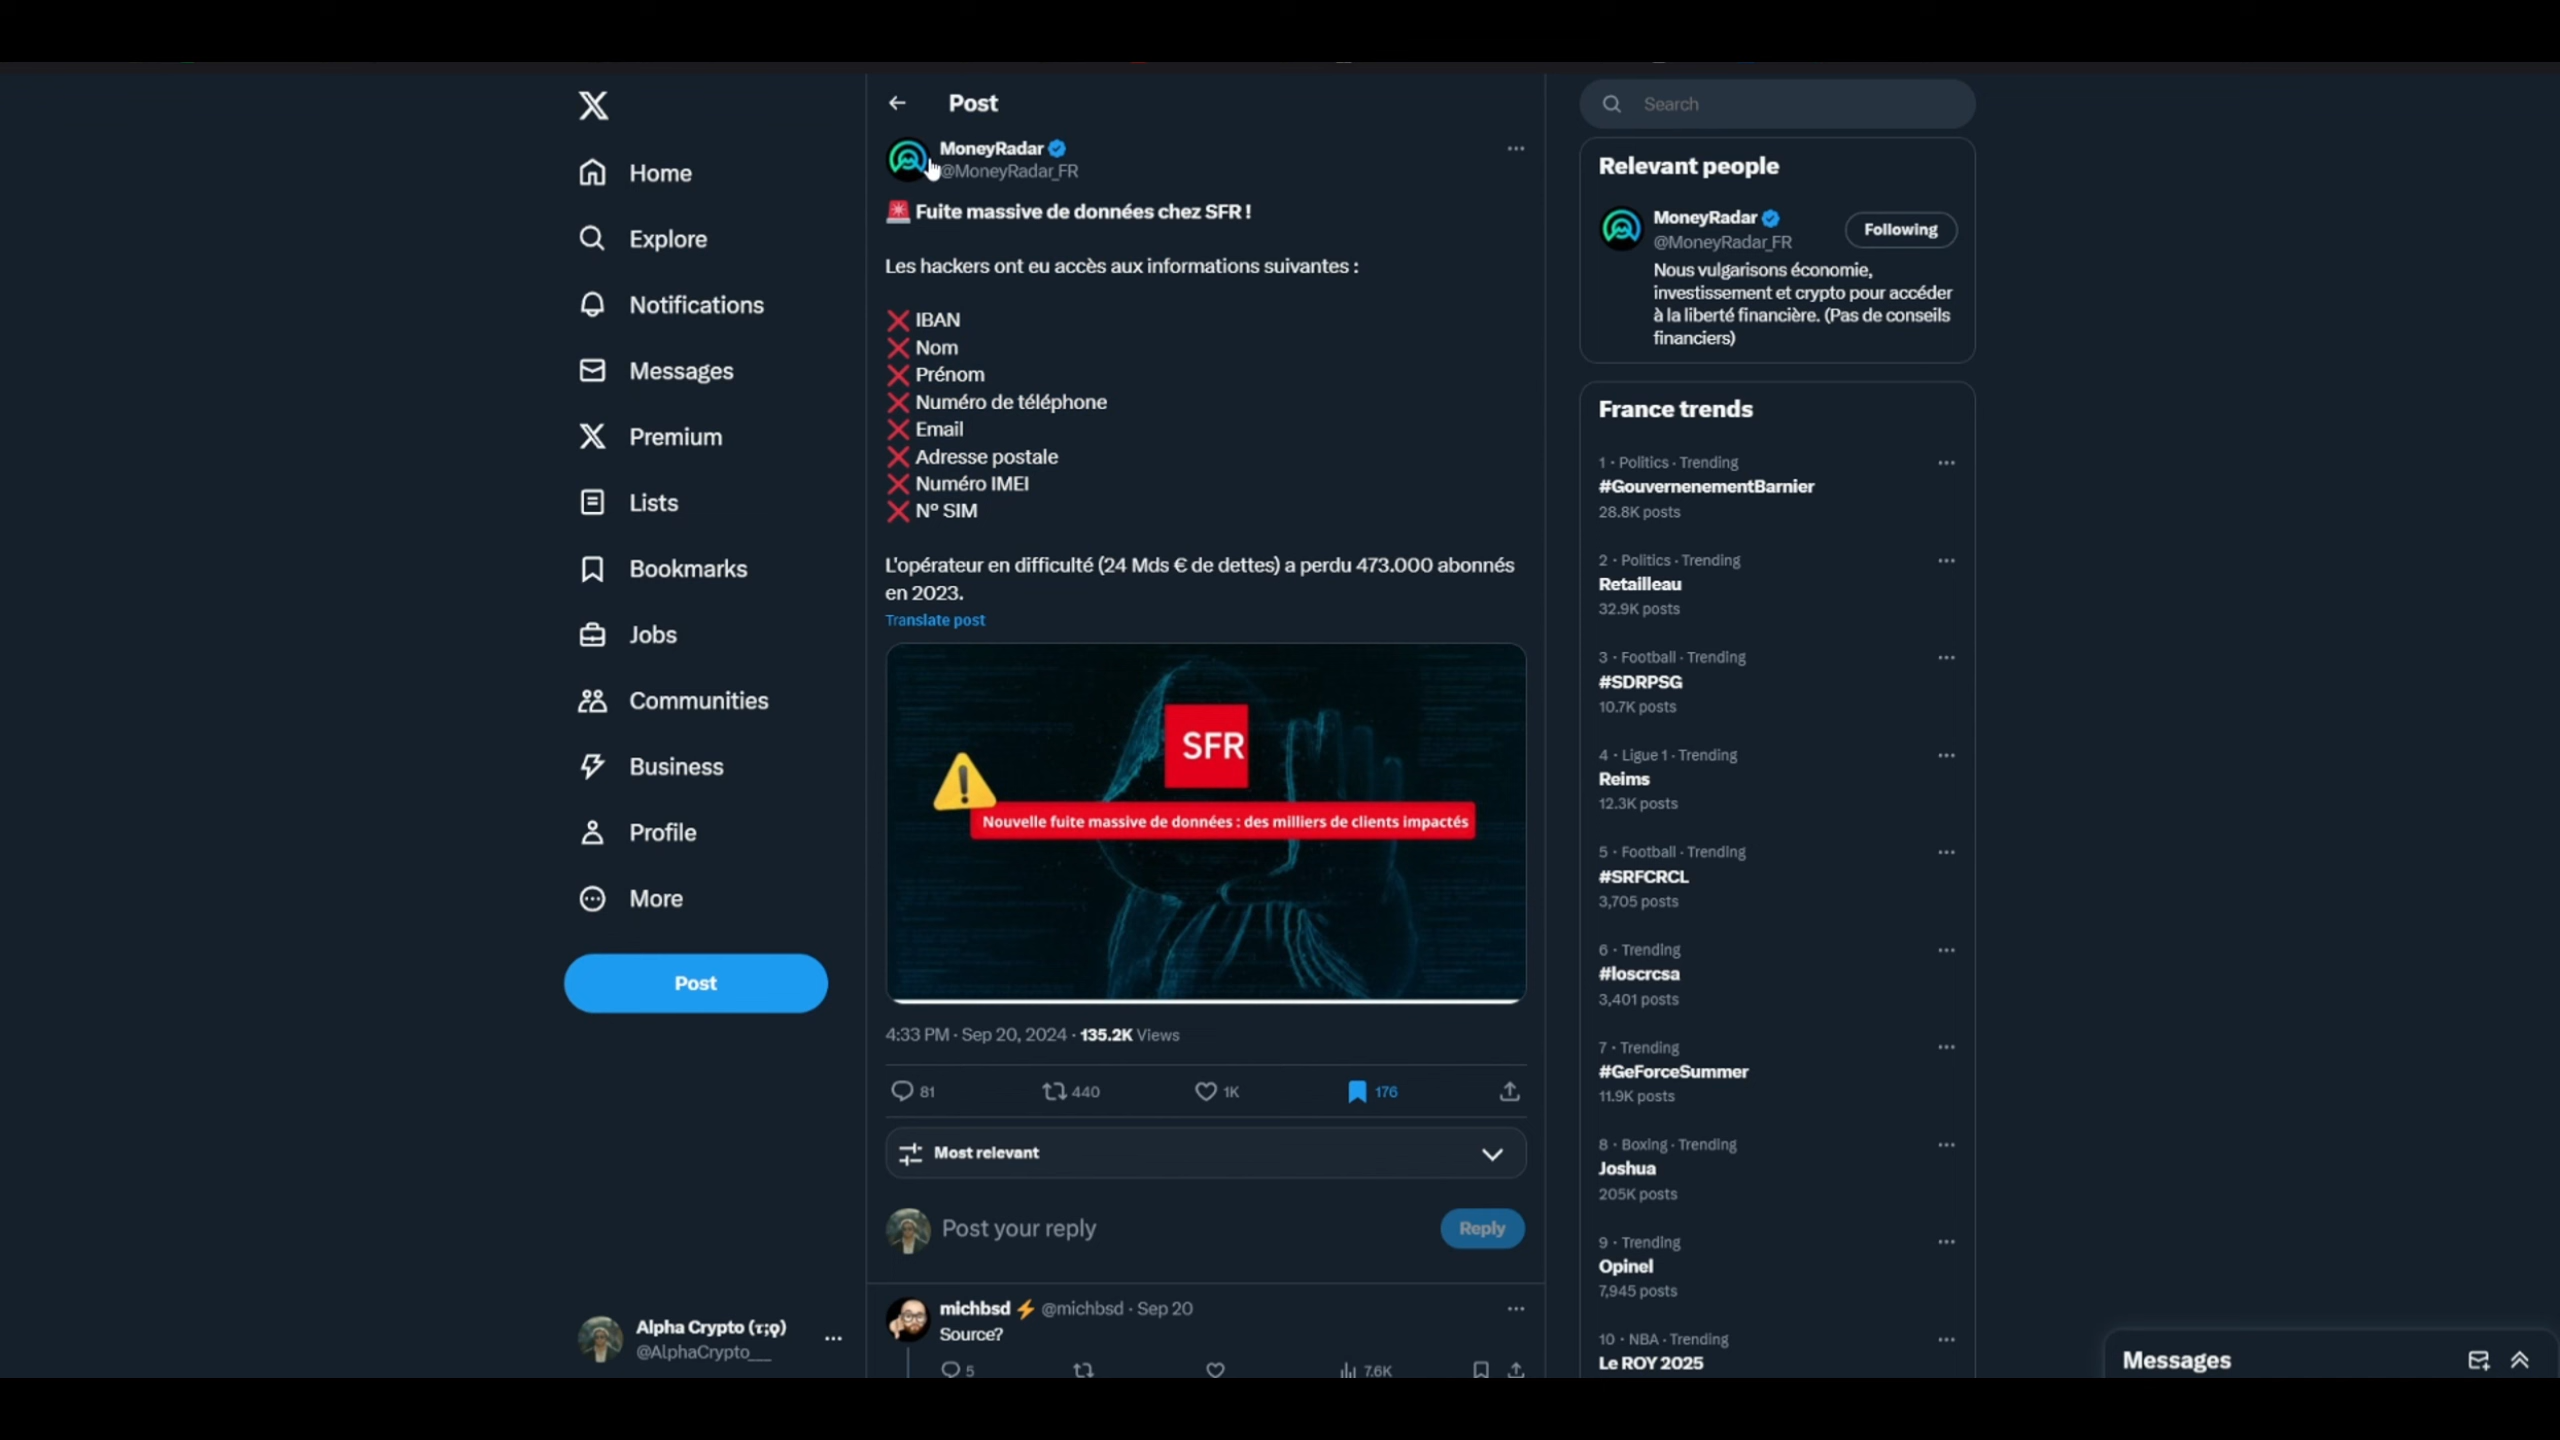 Home
Explore
Notifications
Messages
Premium
Lists
Bookmarks
Jobs
Communities
Business
Profile
More
Post
Alpha Crypto (τ;ϙ)
@AlphaCrypto___
Post
MoneyRadar
@MoneyRadar_FR
🚨 Fuite massive de données chez SFR !
Les hackers ont eu accès aux informations suivantes :
❌ IBAN
❌ Nom
❌ Prénom
❌ Numéro de téléphone
❌ Email
❌ Adresse postale
❌ Numéro IMEI
❌ N° SIM
L'opérateur en difficulté (24 Mds € de dettes) a perdu 473.000 abonnés
en 2023.
Translate post
SFR
Nouvelle fuite massive de données : des milliers de clients impactés
4:33 PM · Sep 20, 2024 · 135.2K Views
81 440 1K 176
Most relevant
Post your reply
Reply
michbsd ⚡ @michbsd · Sep 20
Source?
5 7.6K
Search
Relevant people
MoneyRadar
@MoneyRadar_FR
Following
Nous vulgarisons économie,
investissement et crypto pour accéder
à la liberté financière. (Pas de conseils
financiers)
France trends
1 · Politics · Trending
#GouvernenementBarnier
28.8K posts
2 · Politics · Trending
Retailleau
32.9K posts
3 · Football · Trending
#SDRPSG
10.7K posts
4 · Ligue 1 · Trending
Reims
12.3K posts
5 · Football · Trending
#SRFCRCL
3,705 posts
6 · Trending
#loscrcsa
3,401 posts
7 · Trending
#GeForceSummer
11.9K posts
8 · Boxing · Trending
Joshua
205K posts
9 · Trending
Opinel
7,945 posts
10 · NBA · Trending
Le ROY 2025
Messages